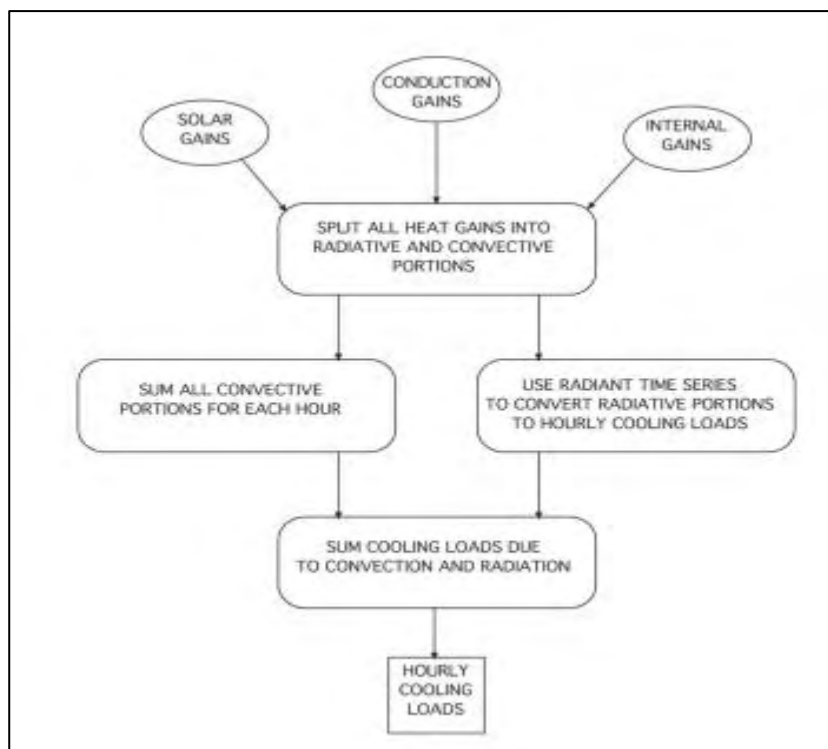 CONDUCTION
GAINS
SOLAR
GAINS
INTERNAL
GAINS
SPLIT ALL HEAT GAINS INTO
RADIATIVE AND CONVECTIVE
PORTIONS
SUM ALL CONVECTIVE
PORTIONS FOR EACH HOUR
USE RADIANT TIME SERIES
TO CONVERT RADIATIVE PORTIONS
TO HOURLY COOLING LOADS
SUM COOLING LOADS DUE
TO CONVECTION AND RADIATION
HOURLY
COOLING
LOADS